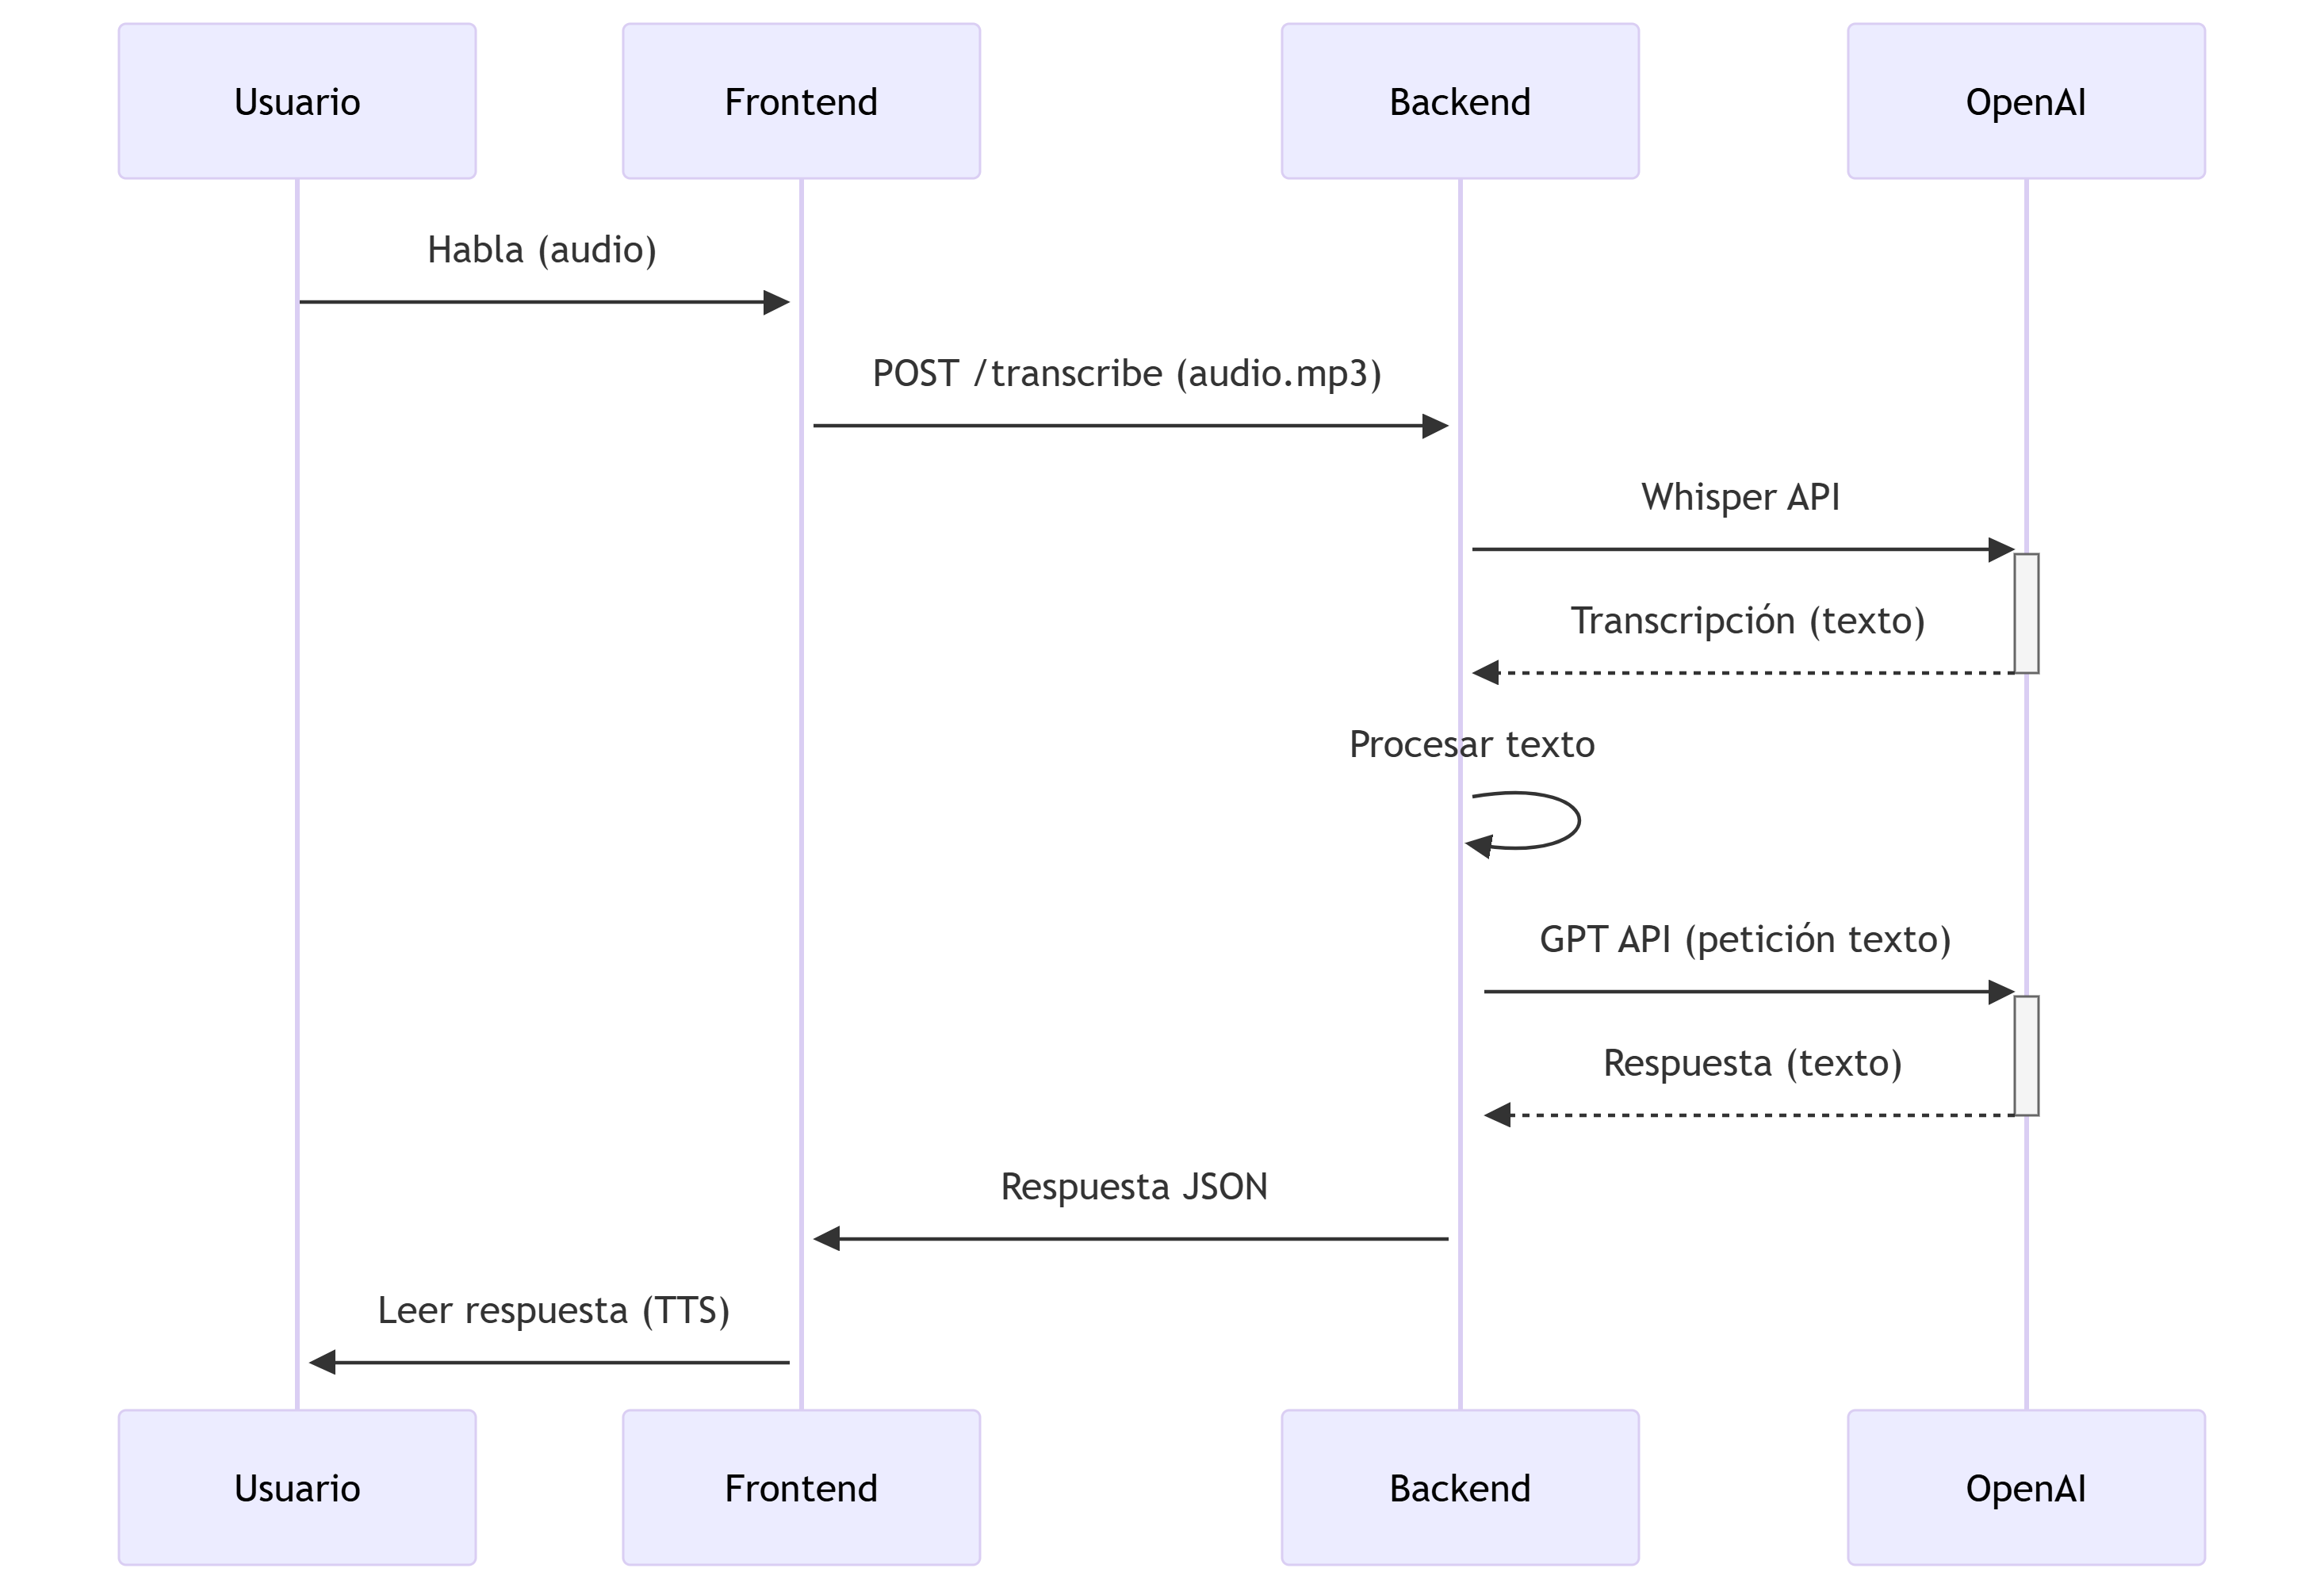 Usuario
Frontend
Backend
OpenAI
Habla (audio)
POST /transcribe (audio.mp3)
Whisper API
Transcripción (texto)
Procesar texto
GPT API (petición texto)
Respuesta (texto)
Respuesta JSON
Leer respuesta (TTS)
Usuario
Frontend
Backend
OpenAI